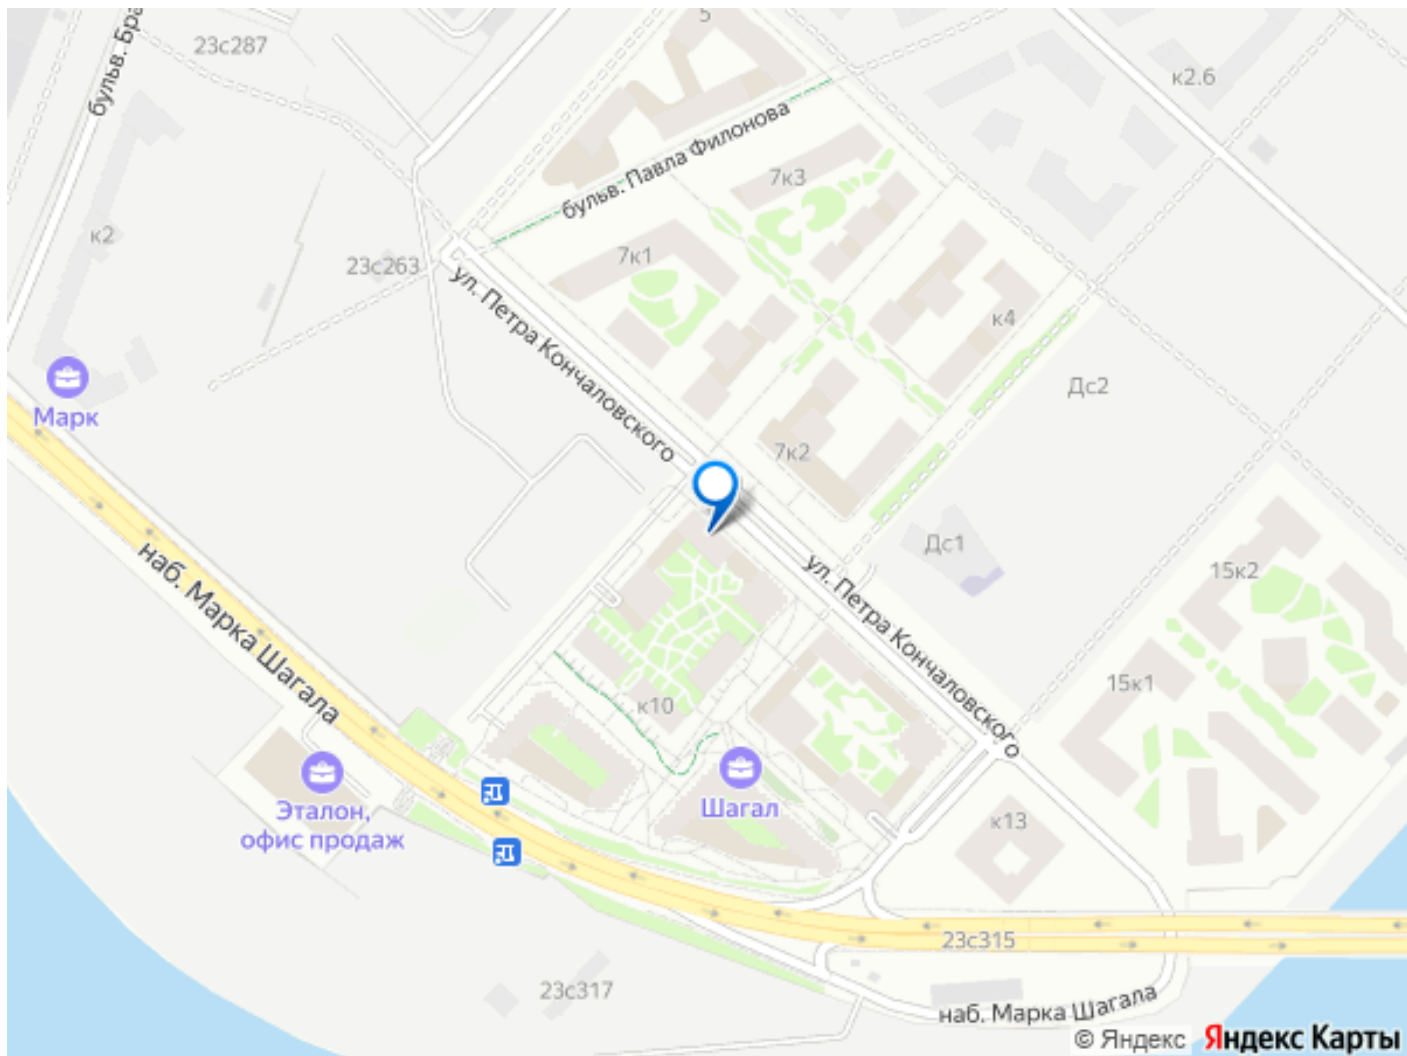 5
23с287
бульв. Бра
к2.6
бульв. Павла Филонова
7к3
к2
7к1
23с263
ул. Петра Кончаловского
к4
Дс2
Марк
7к2
Дс1
ул. Петра Кончаловского
15к2
наб. Марка Шагала
15к1
к10
Шагал
Эталон,
офис продаж
к13
23с315
23с317
наб. Марка Шагала
© Яндекс Яндекс Карты